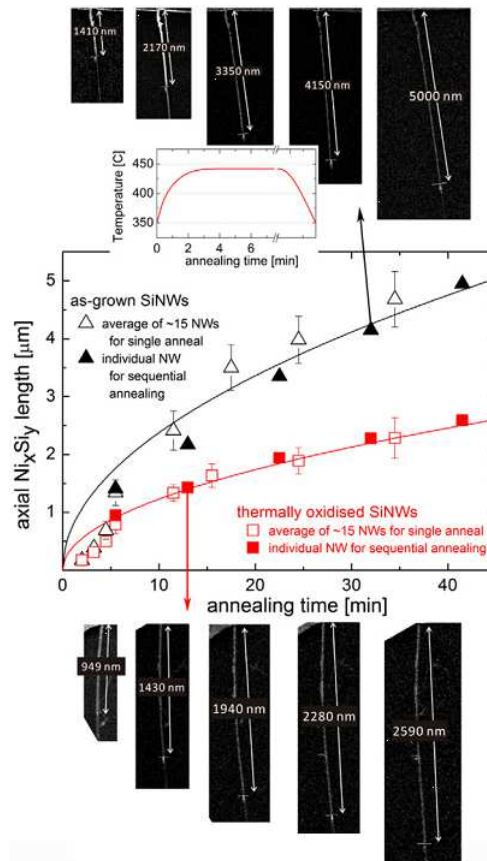 1410 nm
2170 nm
3350 nm
4150 nm
5000 nm
Temperature [C]
450
400
350
0 2 4 6
annealing time [min]
axial NixSiy length [µm]
5
4
3
2
1
as-grown SiNWs
average of ~15 NWs
for single anneal
individual NW
for sequential
annealing
thermally oxidised SiNWs
average of ~15 NWs for single anneal
individual NW for sequential annealing
0 10 20 30 40
annealing time [min]
949 nm
1430 nm
1940 nm
2280 nm
2590 nm